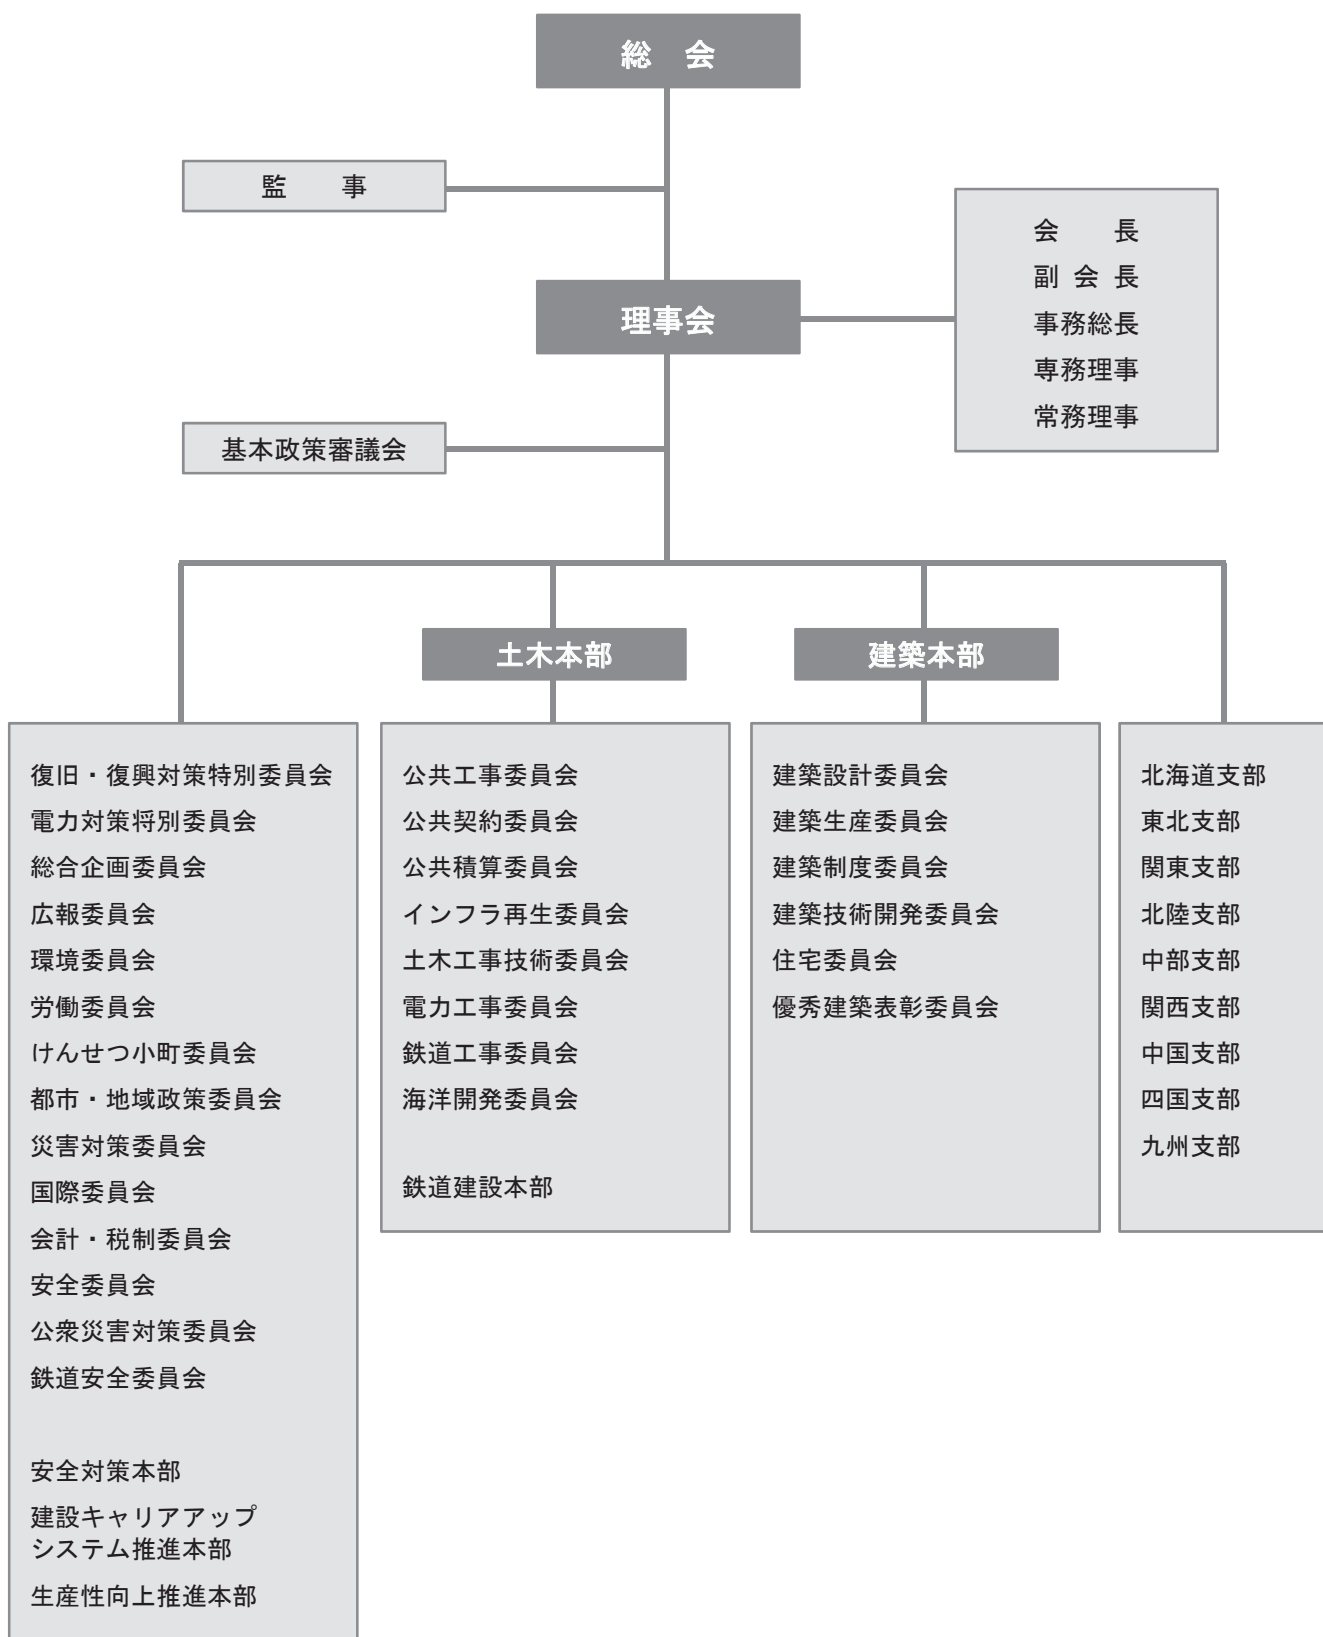 総　会
監　　事
会　　長
副 会 長
事務総長
専務理事
常務理事
理事会
基本政策審議会
土木本部
建築本部
復旧・復興対策特別委員会
電力対策将別委員会
総合企画委員会
広報委員会
環境委員会
労働委員会
けんせつ小町委員会
都市・地域政策委員会
災害対策委員会
国際委員会
会計・税制委員会
安全委員会
公衆災害対策委員会
鉄道安全委員会
安全対策本部
建設キャリアアップ
システム推進本部
生産性向上推進本部
公共工事委員会
公共契約委員会
公共積算委員会
インフラ再生委員会
土木工事技術委員会
電力工事委員会
鉄道工事委員会
海洋開発委員会
鉄道建設本部
建築設計委員会
建築生産委員会
建築制度委員会
建築技術開発委員会
住宅委員会
優秀建築表彰委員会
北海道支部
東北支部
関東支部
北陸支部
中部支部
関西支部
中国支部
四国支部
九州支部